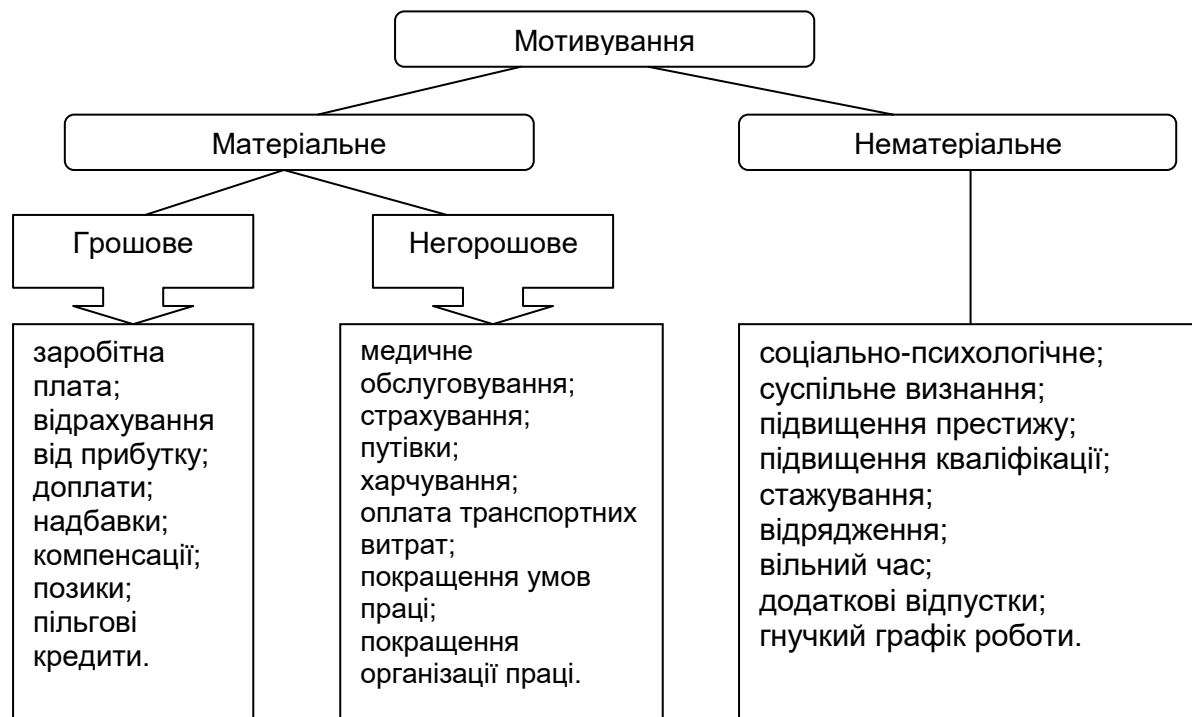 Мотивування
Матеріальне
Нематеріальне
Грошове
Негорошове
заробітна
плата;
відрахування
від прибутку;
доплати;
надбавки;
компенсації;
позики;
пільгові
кредити.
медичне
обслуговування;
страхування;
путівки;
харчування;
оплата транспортних
витрат;
покращення умов
праці;
покращення
організації праці.
соціально-психологічне;
суспільне визнання;
підвищення престижу;
підвищення кваліфікації;
стажування;
відрядження;
вільний час;
додаткові відпустки;
гнучкий графік роботи.